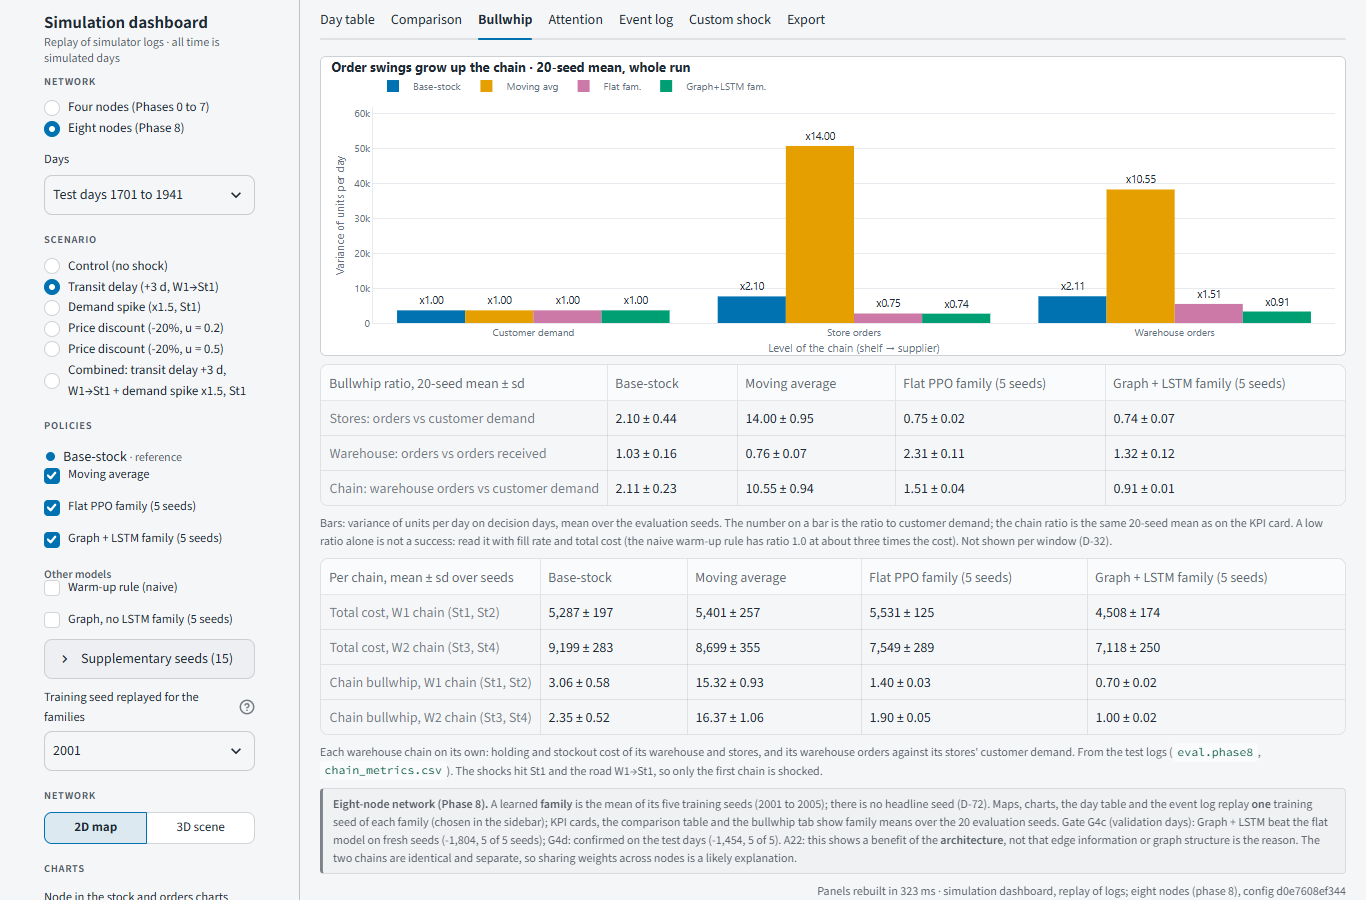 Simulation dashboard
Replay of simulator logs · all time is
simulated days
NETWORK
Four nodes (Phases 0 to 7)
Eight nodes (Phase 8)
Days
Test days 1701 to 1941
SCENARIO
Control (no shock)
Transit delay (+3 d, W1→St1)
Demand spike (x1.5, St1)
Price discount (-20%, u = 0.2)
Price discount (-20%, u = 0.5)
Combined: transit delay +3 d,
W1→St1 + demand spike x1.5, St1
POLICIES
Base-stock · reference
Moving average
Flat PPO family (5 seeds)
Graph + LSTM family (5 seeds)
Other models
Warm-up rule (naive)
Graph, no LSTM family (5 seeds)
Supplementary seeds (15)
Training seed replayed for the
families
?
2001
NETWORK
2D map 3D scene
CHARTS
Node in the stock and orders charts
Day table Comparison Bullwhip Attention Event log Custom shock Export
Order swings grow up the chain · 20-seed mean, whole run
Base-stock Moving avg Flat fam. Graph+LSTM fam.
Variance of units per day
60k
50k
40k
30k
20k
10k
0
x1.00 x1.00 x1.00 x1.00
x2.10 x14.00 x0.75 x0.74
x2.11 x10.55 x1.51 x0.91
Customer demand Store orders Warehouse orders
Level of the chain (shelf → supplier)
Bullwhip ratio, 20-seed mean ± sd Base-stock Moving average Flat PPO family (5 seeds) Graph + LSTM family (5 seeds)
Stores: orders vs customer demand 2.10 ± 0.44 14.00 ± 0.95 0.75 ± 0.02 0.74 ± 0.07
Warehouse: orders vs orders received 1.03 ± 0.16 0.76 ± 0.07 2.31 ± 0.11 1.32 ± 0.12
Chain: warehouse orders vs customer demand 2.11 ± 0.23 10.55 ± 0.94 1.51 ± 0.04 0.91 ± 0.01
Bars: variance of units per day on decision days, mean over the evaluation seeds. The number on a bar is the ratio to customer demand; the chain ratio is the same 20-seed mean as on the KPI card. A low
ratio alone is not a success: read it with fill rate and total cost (the naive warm-up rule has ratio 1.0 at about three times the cost). Not shown per window (D-32).
Per chain, mean ± sd over seeds Base-stock Moving average Flat PPO family (5 seeds) Graph + LSTM family (5 seeds)
Total cost, W1 chain (St1, St2) 5,287 ± 197 5,401 ± 257 5,531 ± 125 4,508 ± 174
Total cost, W2 chain (St3, St4) 9,199 ± 283 8,699 ± 355 7,549 ± 289 7,118 ± 250
Chain bullwhip, W1 chain (St1, St2) 3.06 ± 0.58 15.32 ± 0.93 1.40 ± 0.03 0.70 ± 0.02
Chain bullwhip, W2 chain (St3, St4) 2.35 ± 0.52 16.37 ± 1.06 1.90 ± 0.05 1.00 ± 0.02
Each warehouse chain on its own: holding and stockout cost of its warehouse and stores, and its warehouse orders against its stores' customer demand. From the test logs ( eval.phase8 ,
chain_metrics.csv ). The shocks hit St1 and the road W1→St1, so only the first chain is shocked.
Eight-node network (Phase 8). A learned family is the mean of its five training seeds (2001 to 2005); there is no headline seed (D-72). Maps, charts, the day table and the event log replay one training
seed of each family (chosen in the sidebar); KPI cards, the comparison table and the bullwhip tab show family means over the 20 evaluation seeds. Gate G4c (validation days): Graph + LSTM beat the flat
model on fresh seeds (-1,804, 5 of 5 seeds); G4d: confirmed on the test days (-1,454, 5 of 5). A22: this shows a benefit of the architecture, not that edge information or graph structure is the reason. The
two chains are identical and separate, so sharing weights across nodes is a likely explanation.
Panels rebuilt in 323 ms · simulation dashboard, replay of logs; eight nodes (phase 8), config d0e7608ef344